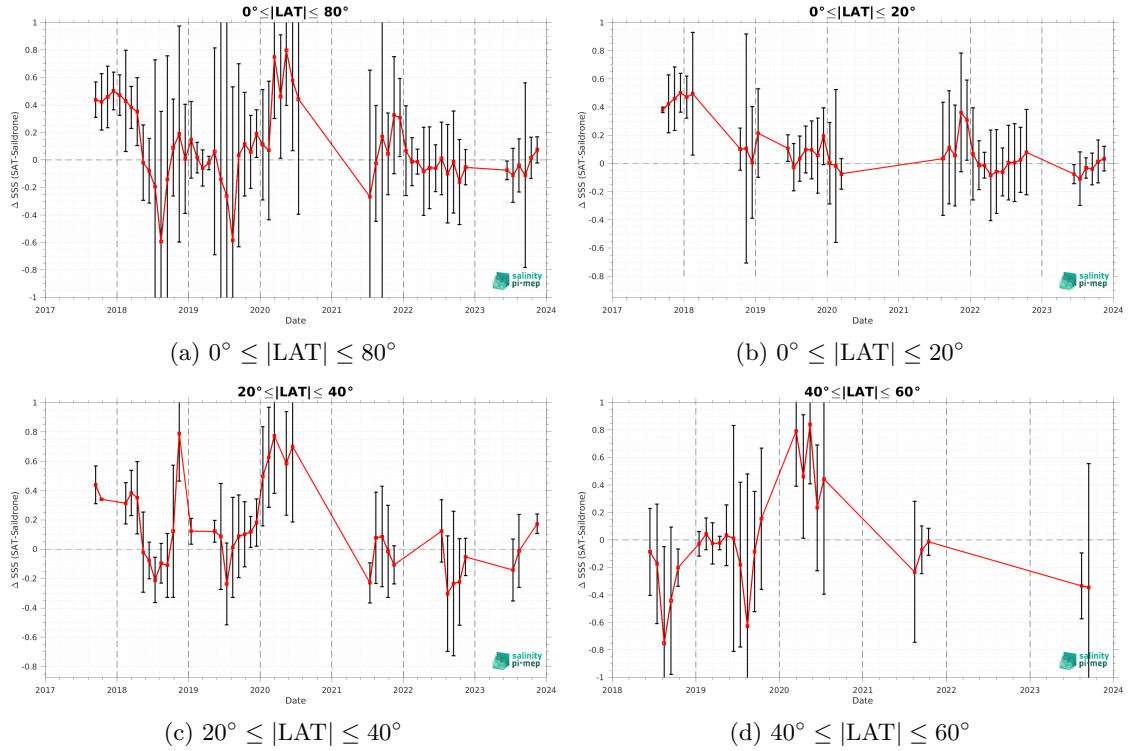 0°≤|LAT|≤ 80°
1
0.8
0.6
0.4
0.2
0
-0.2
-0.4
-0.6
-0.8
-1
Δ SSS (SAT-Saildrone)
2017 2018 2019 2020 2021 2022 2023 2024
Date
salinity
pi-mep
(a) 0° ≤ |LAT| ≤ 80°
0°≤|LAT|≤ 20°
1
0.8
0.6
0.4
0.2
0
-0.2
-0.4
-0.6
-0.8
Δ SSS (SAT-Saildrone)
2017 2018 2019 2020 2021 2022 2023 2024
Date
salinity
pi-mep
(b) 0° ≤ |LAT| ≤ 20°
20°≤|LAT|≤ 40°
1
0.8
0.6
0.4
0.2
0
-0.2
-0.4
-0.6
-0.8
Δ SSS (SAT-Saildrone)
2017 2018 2019 2020 2021 2022 2023 2024
Date
salinity
pi-mep
(c) 20° ≤ |LAT| ≤ 40°
40°≤|LAT|≤ 60°
1
0.8
0.6
0.4
0.2
0
-0.2
-0.4
-0.6
-0.8
-1
Δ SSS (SAT-Saildrone)
2018 2019 2020 2021 2022 2023 2024
Date
salinity
pi-mep
(d) 40° ≤ |LAT| ≤ 60°